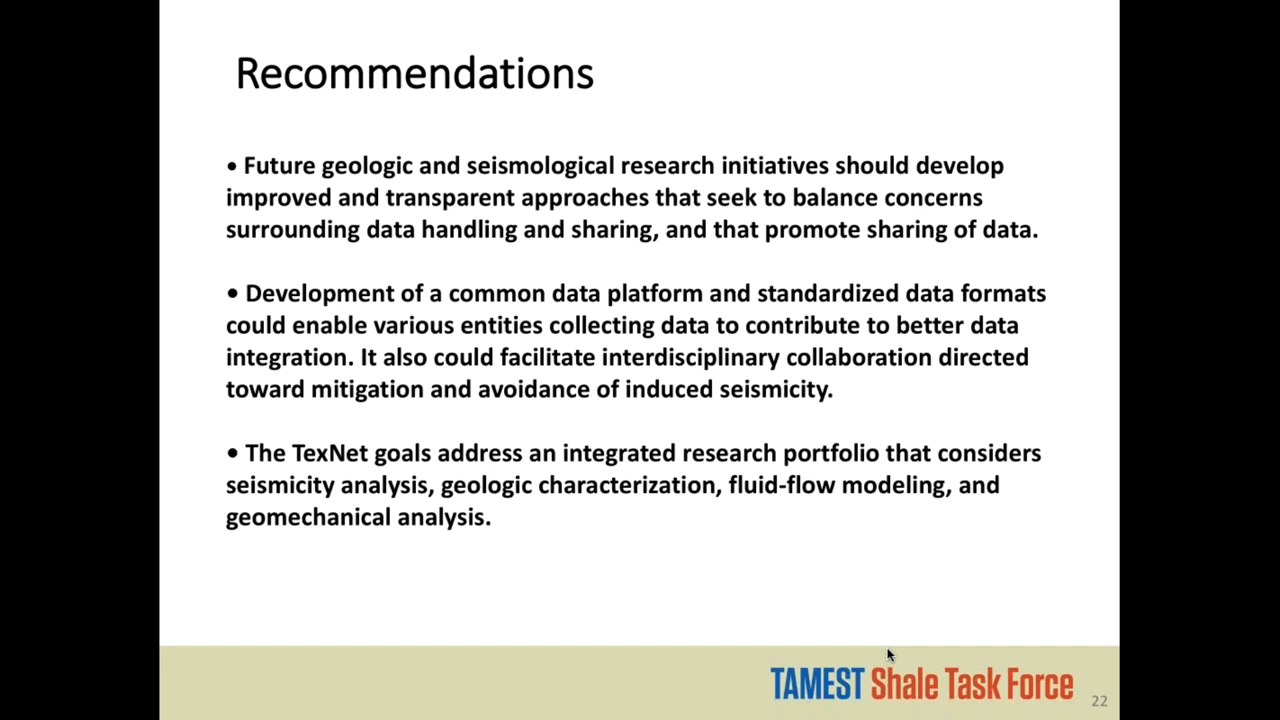 Recommendations
• Future geologic and seismological research initiatives should develop
improved and transparent approaches that seek to balance concerns
surrounding data handling and sharing, and that promote sharing of data.
• Development of a common data platform and standardized data formats
could enable various entities collecting data to contribute to better data
integration. It also could facilitate interdisciplinary collaboration directed
toward mitigation and avoidance of induced seismicity.
• The TexNet goals address an integrated research portfolio that considers
seismicity analysis, geologic characterization, fluid-flow modeling, and
geomechanical analysis.
TAMEST Shale Task Force
22